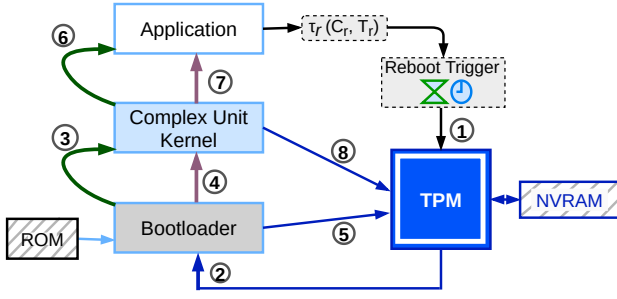 ⑥
Application
τr (Cr, Tr)
Reboot Trigger
⑦
①
③
Complex Unit
Kernel
⑧
④
TPM
NVRAM
ROM
Bootloader
⑤
②